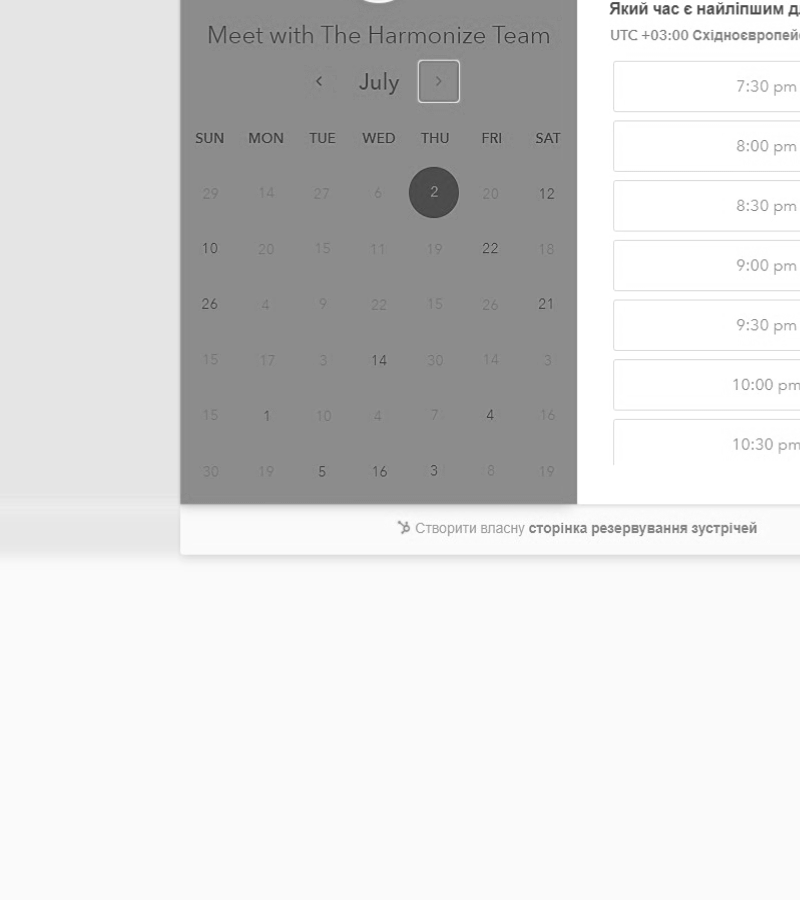 Meet with The Harmonize Team
July
SUN MON TUE WED THU FRI SAT
29 14 27 6 2 20 12
10 20 15 11 19 22 18
26 4 9 22 15 26 21
15 17 3 14 30 14 3
15 1 10 4 7 4 16
30 19 5 16 3 8 19
Який час є найліпшим
UTC +03:00
7:30 pm
8:00 pm
8:30 pm
9:00 pm
9:30 pm
10:00 pm
10:30 pm
Створити власну сторінка резервування зустрічей